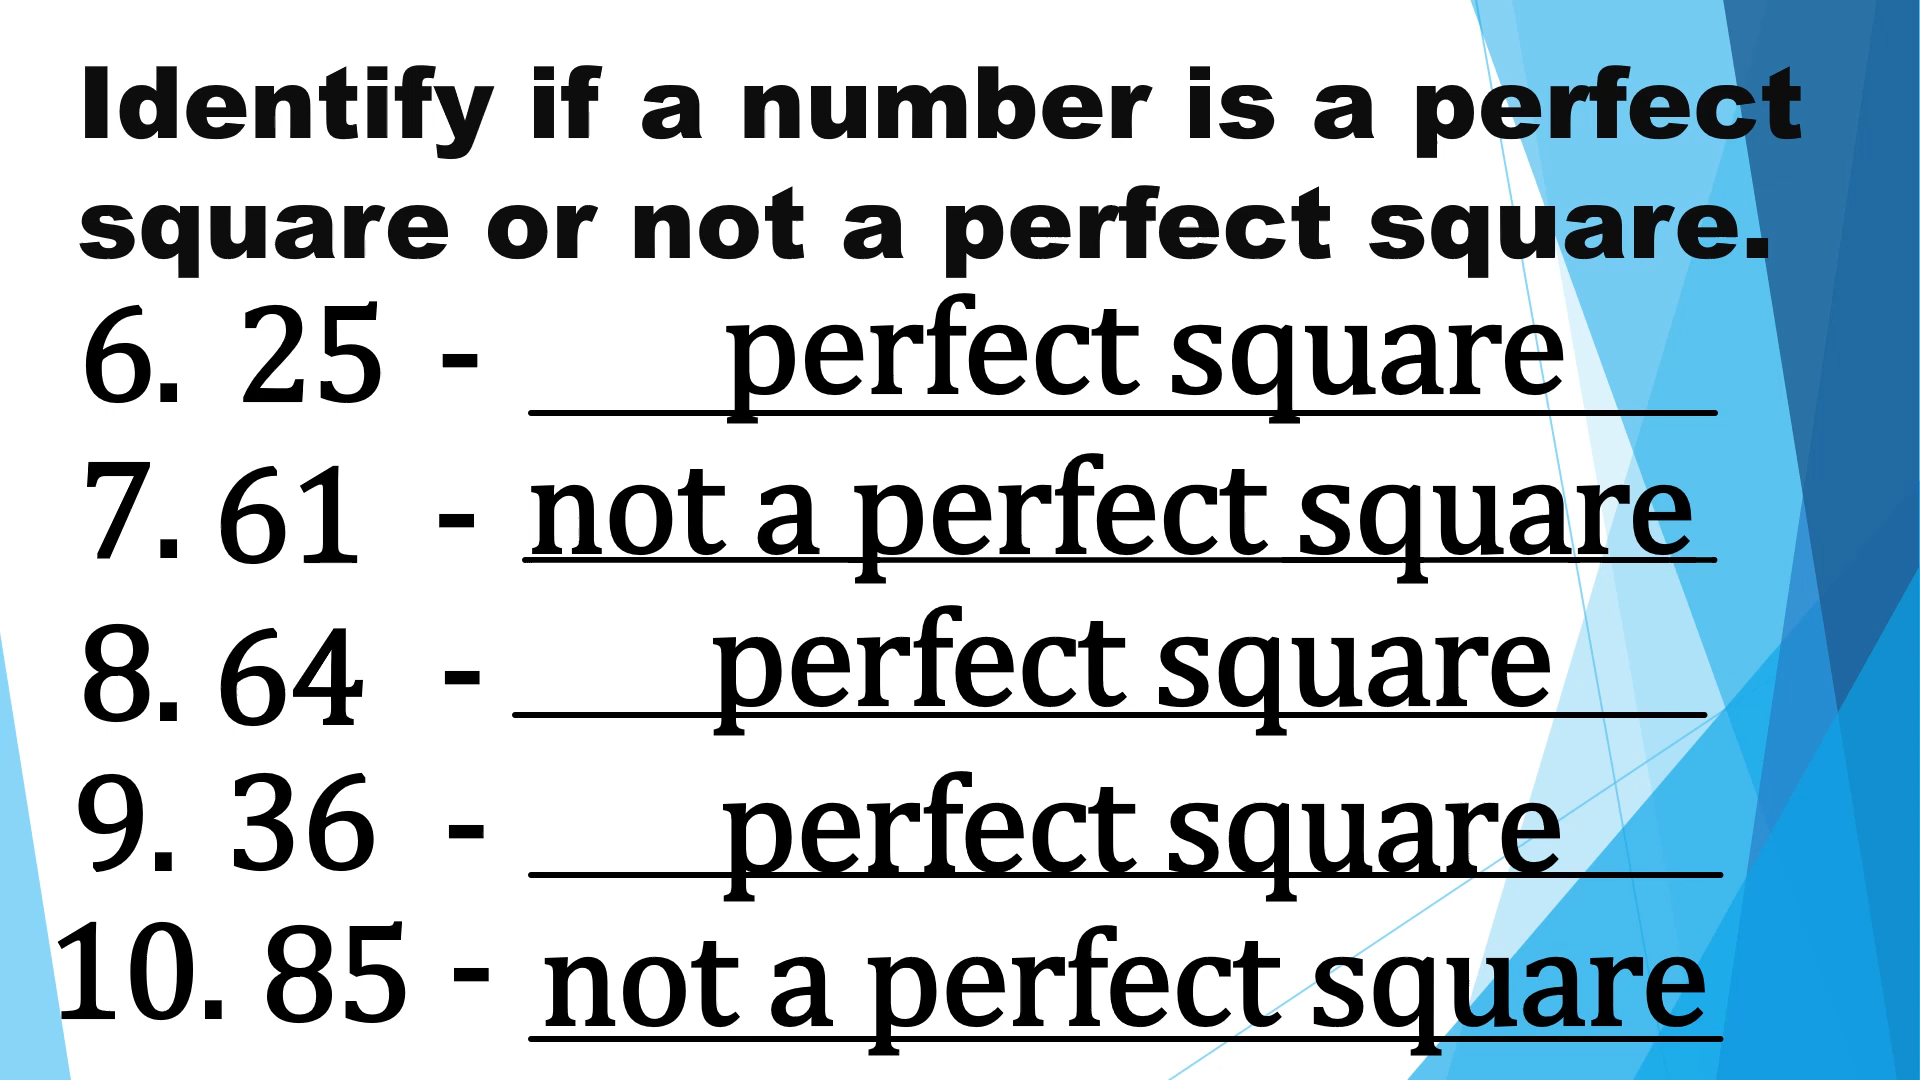 Identify if a number is a perfect
square or not a perfect square.
6. 25 - perfect square
7. 61 - not a perfect square
8. 64 - perfect square
9. 36 - perfect square
10. 85 - not a perfect square